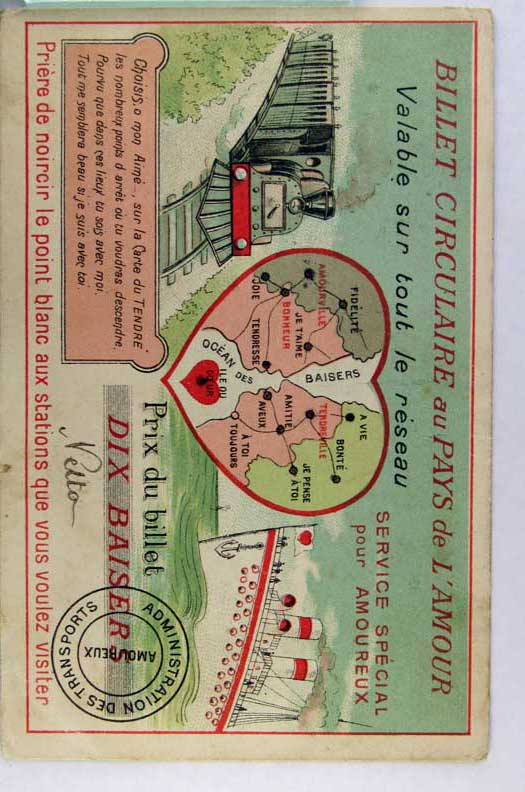 BILLET CIRCULAIRE au PAYS de L'AMOUR
Valable sur tout le réseau
SERVICE SPÉCIAL
pour AMOUREUX
Choisis, o mon Aimé, sur la Carte du TENDRE
les nombreux points d'arrêt où tu voudras descendre,
Pourvu que dans ces lieux tu sois avec moi,
Tout me semblera beau si je suis avec toi.
FIDÉLITÉ
AMOURVILLE
JE T'AIME
BONHEUR
JOIE
TENDRESSE
OCÉAN DES BAISERS
ILE DU
CŒUR
A VIE
BONTÉ
TENDREVILLE
AMITIÉ
JE PENSE
A TOI
AVEUX
À TOI
TOUJOURS
Prix du billet
DIX BAISERS
ADMINISTRATION DES TRANSPORTS
AMOUREUX
Prière de noircir le point blanc aux stations que vous voulez visiter